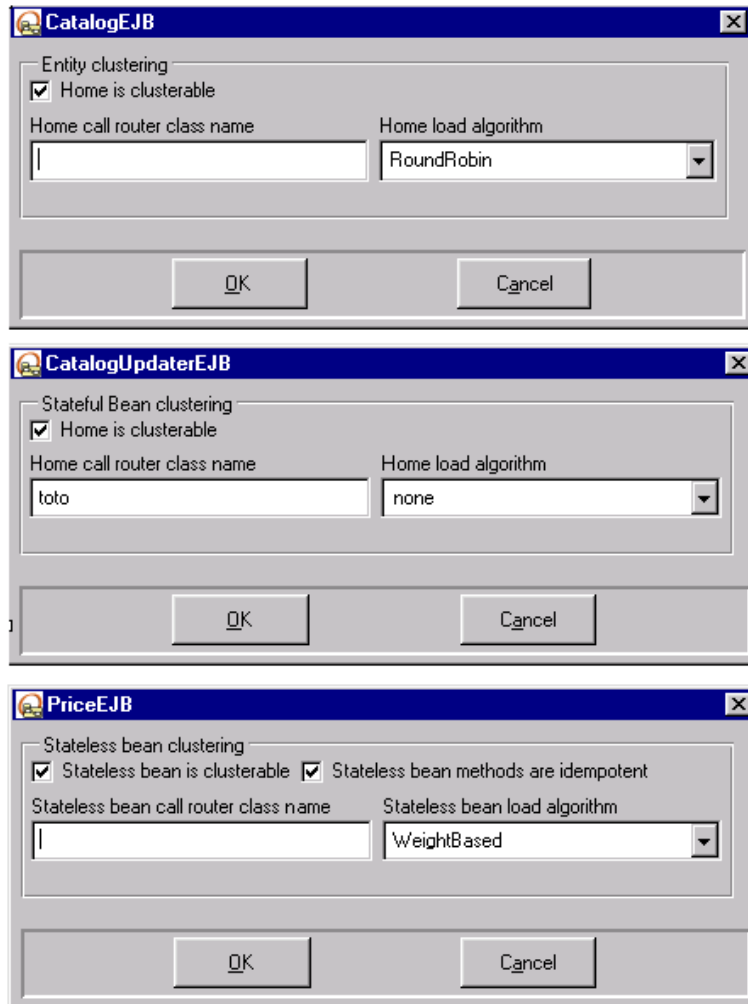 CatalogEJB
Entity clustering
Home is clusterable
Home call router class name Home load algorithm
RoundRobin
OK Cancel
CatalogUpdaterEJB
Stateful Bean clustering
Home is clusterable
Home call router class name Home load algorithm
toto none
OK Cancel
PriceEJB
Stateless bean clustering
Stateless bean is clusterable Stateless bean methods are idempotent
Stateless bean call router class name Stateless bean load algorithm
WeightBased
OK Cancel